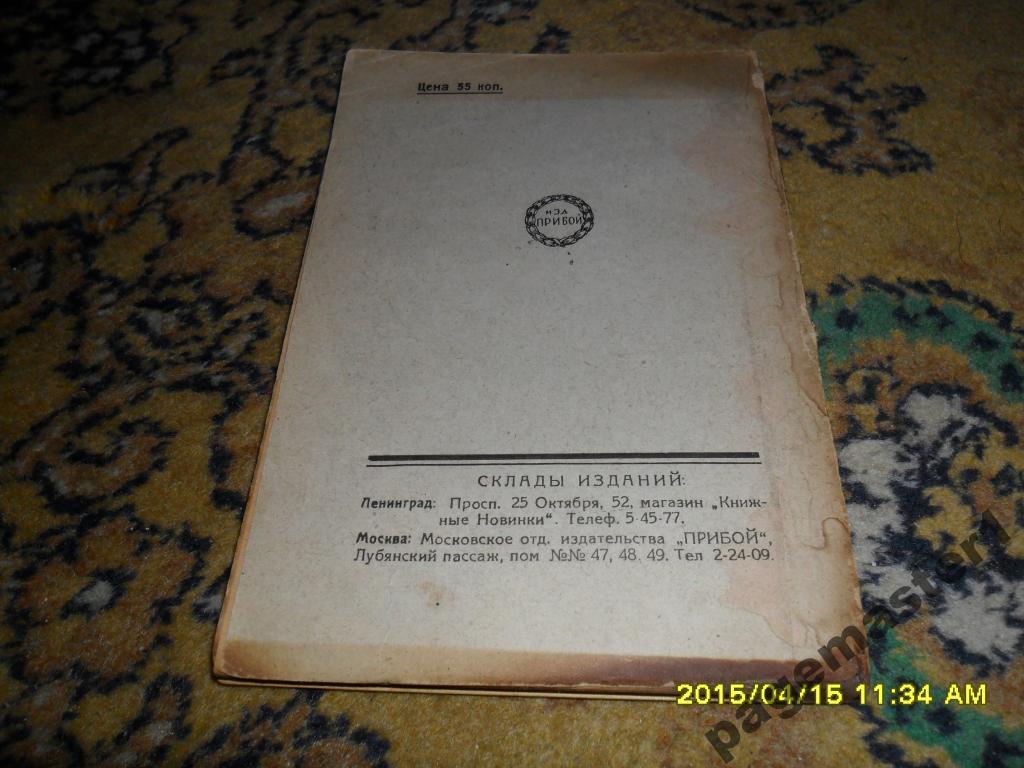 Цена 55 коп.
ИЗД
ПРИБОЙ
СКЛАДЫ ИЗДАНИЙ:
Ленинград: Просп. 25 Октября, 52, магазин „Книж-
ные Новинки“. Телеф. 5-45-77.
Москва: Московское отд. издательства „ПРИБОЙ“,
Лубянский пассаж, пом №№ 47, 48. 49. Тел 2-24-09.
2015/04/15 11:34 AM
pagemaster1